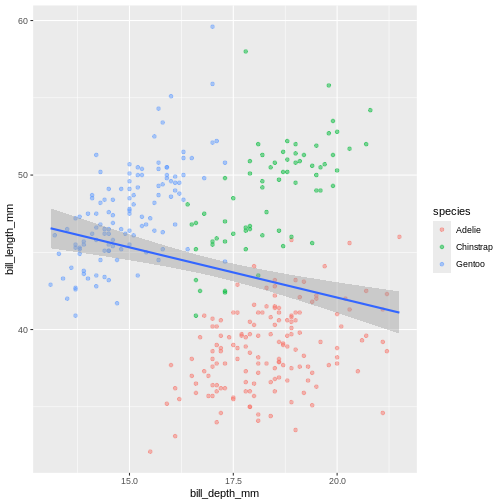 60
50
40
bill_length_mm
15.0
17.5
20.0
bill_depth_mm
species
Adelie
Chinstrap
Gentoo